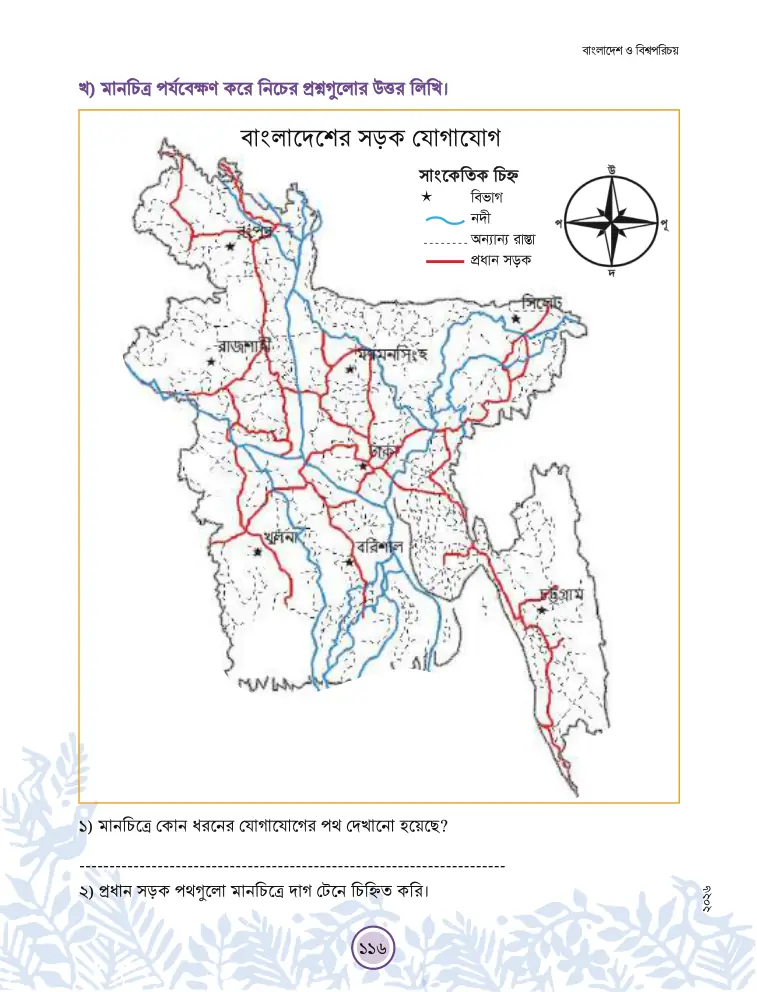 বাংলাদেশ ও বিশ্বপরিচয়
খ) মানচিত্র পর্যবেক্ষণ করে নিচের প্রশ্নগুলোর উত্তর লিখি।
বাংলাদেশের সড়ক যোগাযোগ
সাংকেতিক চিহ্ন
বিভাগ
নদী
অন্যান্য রাস্তা
প্রধান সড়ক
উ
প
পূ
দ
রংপুর
সিলেট
রাজশাহী
ময়মনসিংহ
ঢাকা
খুলনা
বরিশাল
চট্টগ্রাম
১) মানচিত্রে কোন ধরনের যোগাযোগের পথ দেখানো হয়েছে?
২) প্রধান সড়ক পথগুলো মানচিত্রে দাগ টেনে চিহ্নিত করি।
২০২৬
১১৬